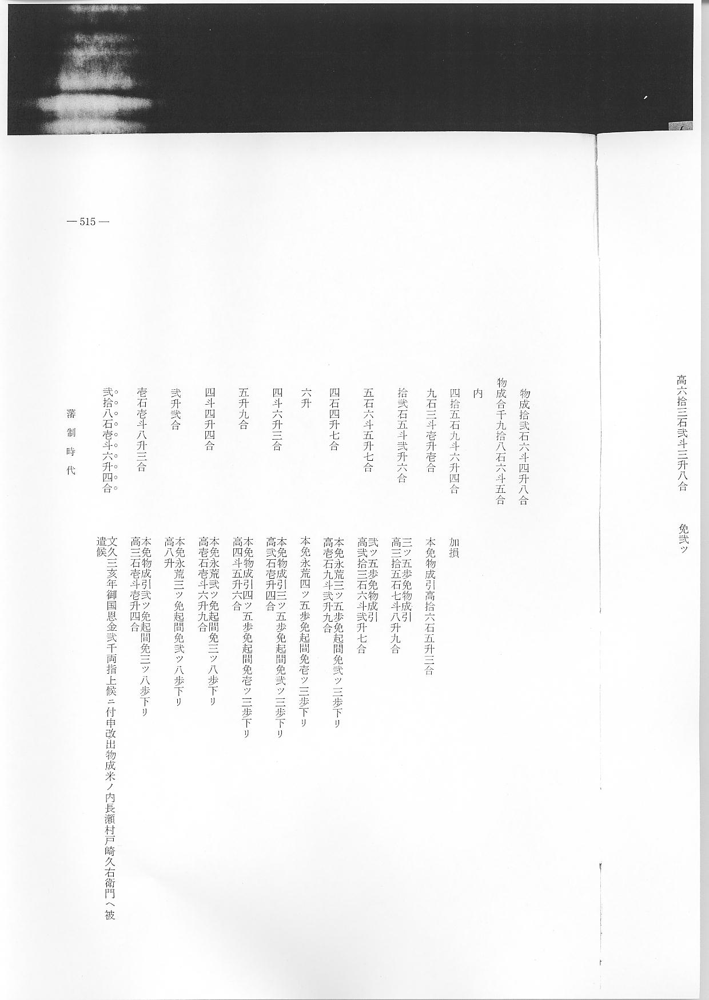 高六拾三石弐斗三升八合　免弐ッ
物成拾弐石六斗四升八合
物成合千九拾八石六斗五合
内
四拾五石九斗六升四合　加損
九石三斗壱升壱合　本免物成引高拾六石五升三合
拾弐石五斗弐升六合　三ッ五歩免物成引
高三拾五石七斗八升九合
五石六斗五升七合　弐ッ五歩免物成引
高弐拾三石六斗弐升七合
四石四升七合　本免永荒三ッ五歩免起間免弐ッ三歩下リ
高壱石九斗弐升九合
六升　本免永荒四ッ五歩免起間免壱ッ三歩下リ
四斗六升三合　本免物成引三ッ五歩免起間免弐ッ三歩下リ
高弐石壱升四合
五升九合　本免物成引四ッ五歩免起間免壱ッ三歩下リ
高四斗五升六合
四斗四升四合　本免永荒弐ッ免起間免三ッ八歩下リ
高壱石壱斗六升九合
弐升弐合　本免永荒三ッ免起間免弐ッ八歩下リ
高八升
壱石壱斗八升三合　本免物成引弐ッ免起間免三ッ八歩下リ
高三石壱斗壱升四合
弐拾八石壱斗六升四合　文久三亥年御国恩金弐千両指上候ニ付申改出物成米ノ内長瀬村戸崎久右衛門ヘ被
遣候
藩制時代
— 515 —